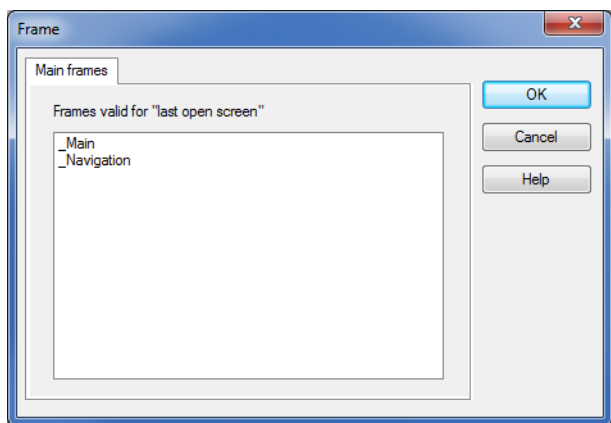 Frame
Main frames
Frames valid for "last open screen"
_Main
_Navigation
OK
Cancel
Help